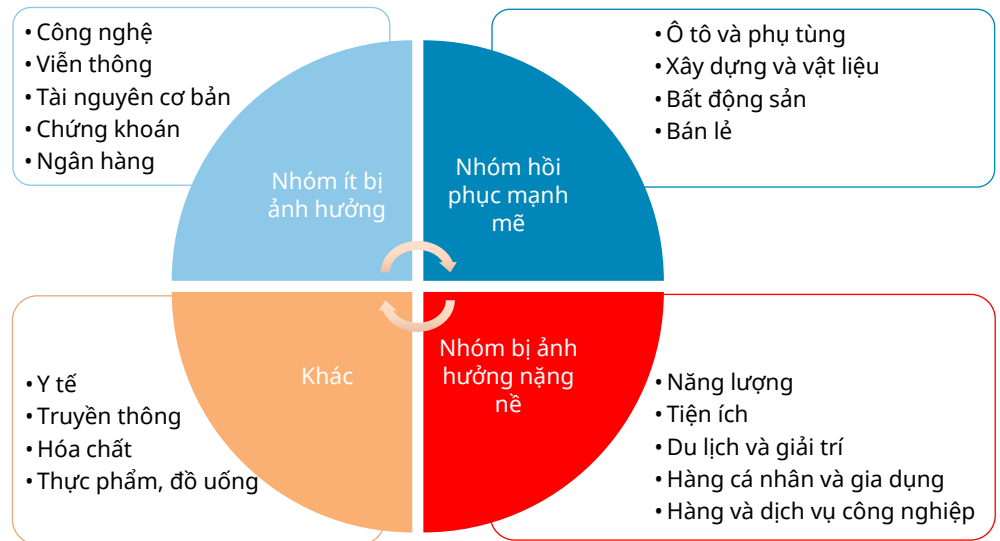 • Công nghệ
• Viễn thông
• Tài nguyên cơ bản
• Chứng khoán
• Ngân hàng
Nhóm ít bị
ảnh hưởng
• Ô tô và phụ tùng
• Xây dựng và vật liệu
• Bất động sản
• Bán lẻ
Nhóm hồi
phục mạnh
mẽ
• Y tế
• Truyền thông
• Hóa chất
• Thực phẩm, đồ uống
Khác
Nhóm bị ảnh
hưởng nặng
nề
• Năng lượng
• Tiện ích
• Du lịch và giải trí
• Hàng cá nhân và gia dụng
• Hàng và dịch vụ công nghiệp